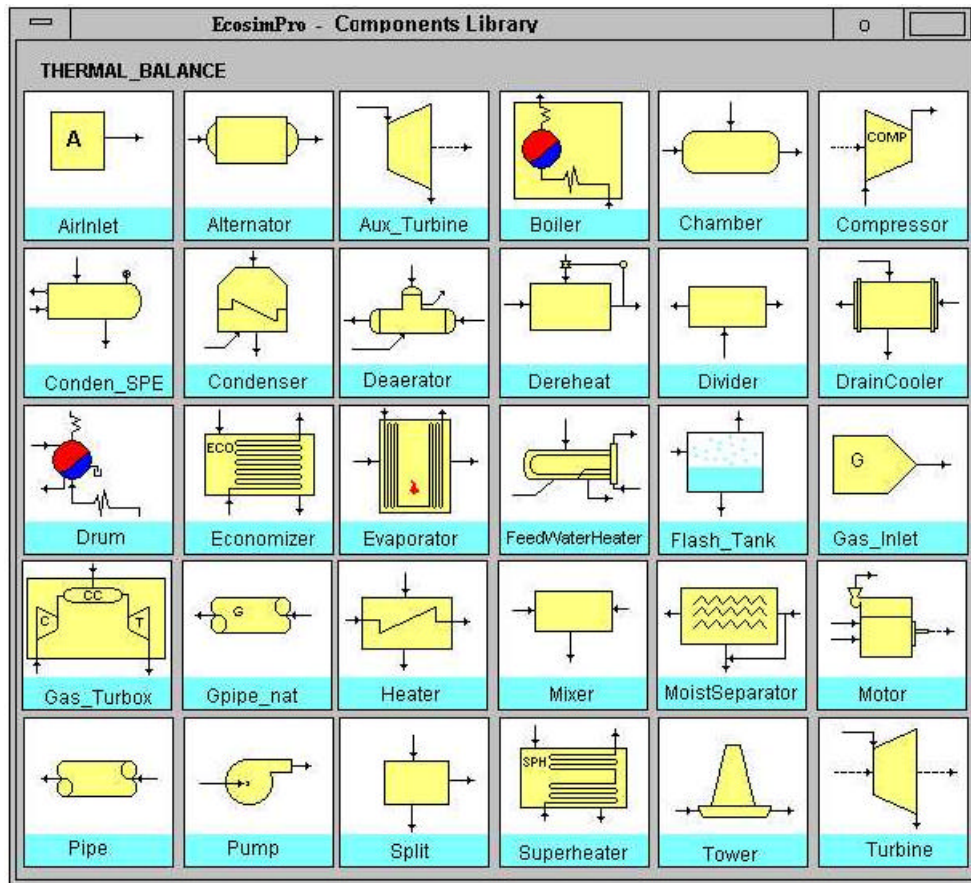 EcosimPro - Components Library
THERMAL_BALANCE
A
COMP
AirInlet Alternator Aux_Turbine Boiler Chamber Compressor
Conden_SPE Condenser Deaerator Dereheat Divider DrainCooler
ECO
G
Drum Economizer Evaporator FeedWaterHeater Flash_Tank Gas_Inlet
CC
C T
G
Gas_Turbox Gpipe_nat Heater Mixer MoistSeparator Motor
SPH
Pipe Pump Split Superheater Tower Turbine